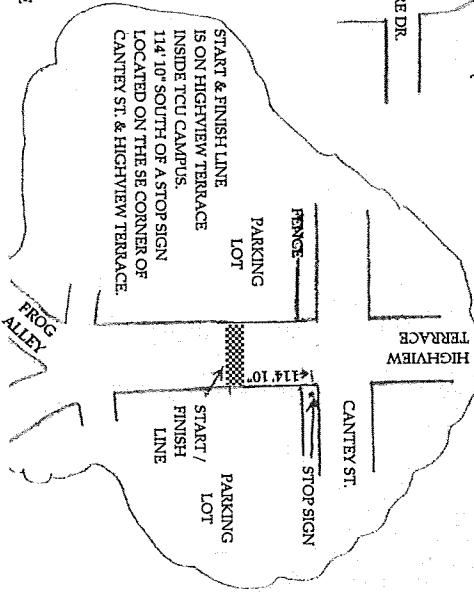 RE DR.
HIGHVIEW
TERRACE
CANTEY ST.
FENCE
STOP SIGN
114' 10"
PARKING
LOT
START & FINISH LINE
IS ON HIGHVIEW TERRACE
INSIDE TCU CAMPUS.
114' 10" SOUTH OF A STOP SIGN
LOCATED ON THE SE CORNER OF
CANTEY ST. & HIGHVIEW TERRACE.
START /
FINISH
LINE
PARKING
LOT
FROG
ALLEY